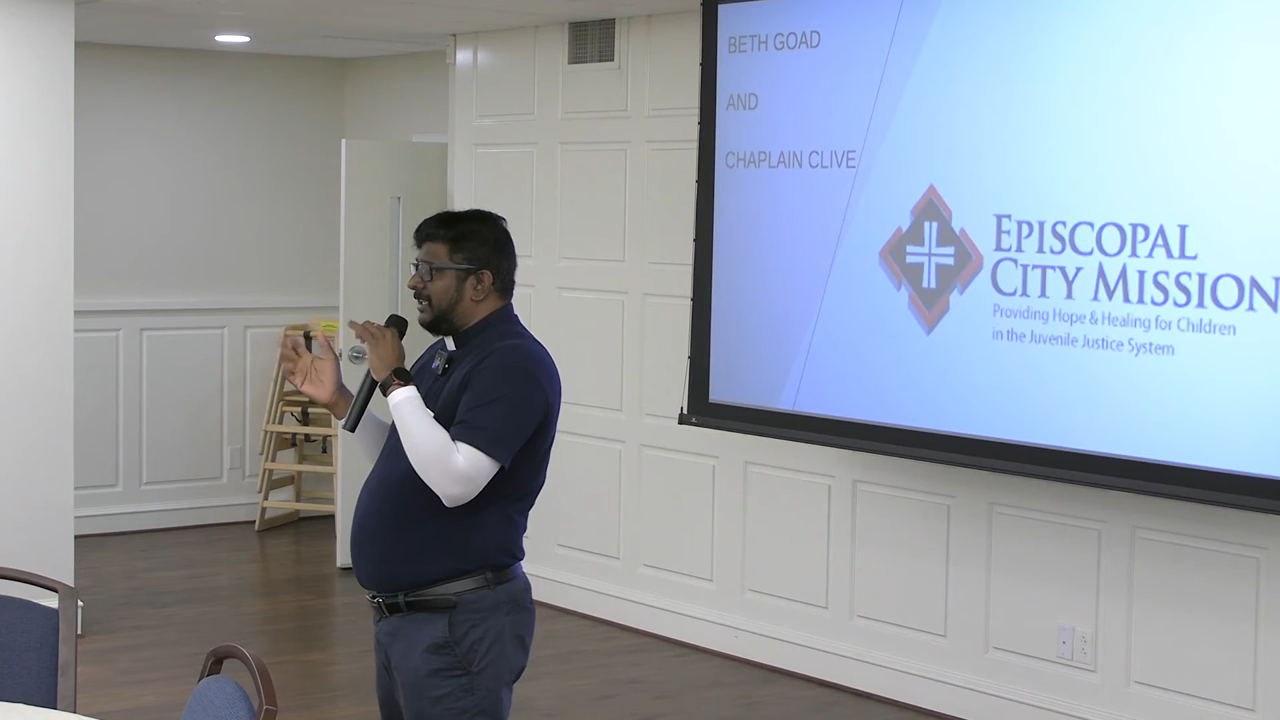 BETH GOAD
AND
CHAPLAIN CLIVE
EPISCOPAL
CITY MISSION
Providing Hope & Healing for Children
in the Juvenile Justice System